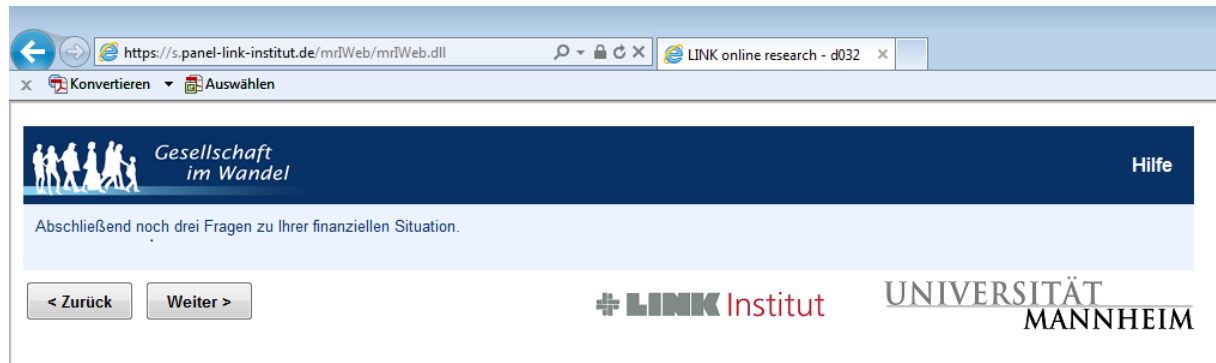 https://s.panel-link-institut.de/mrIWeb/mrIWeb.dll
LINK online research - d032
x Konvertieren Auswählen
Gesellschaft
im Wandel
Hilfe
Abschließend noch drei Fragen zu Ihrer finanziellen Situation.
< Zurück
Weiter >
LINK Institut
UNIVERSITÄT
MANNHEIM